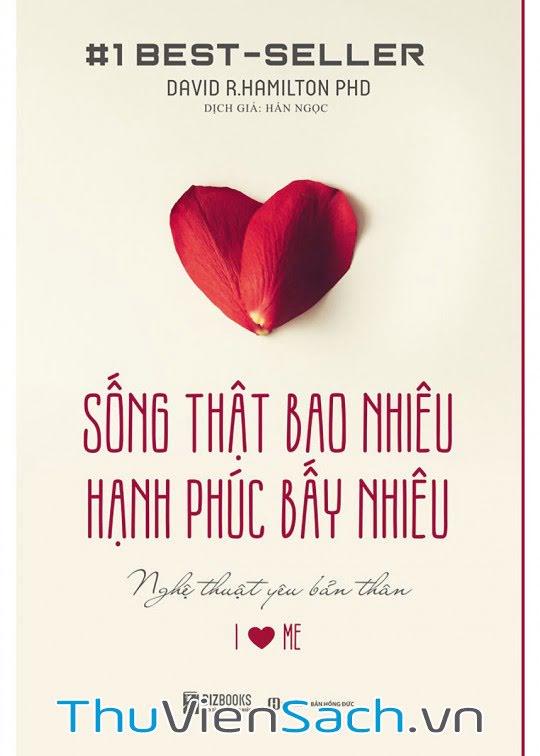 #1 BEST-SELLER
DAVID R.HAMILTON PHD
DỊCH GIẢ: HÂN NGỌC
SỐNG THẬT BAO NHIÊU
HẠNH PHÚC BẤY NHIÊU
Nghệ thuật yêu bản thân
I ME
BIZBOOKS
BẢN HỒNG ĐỨC
ThuVienSach.vn